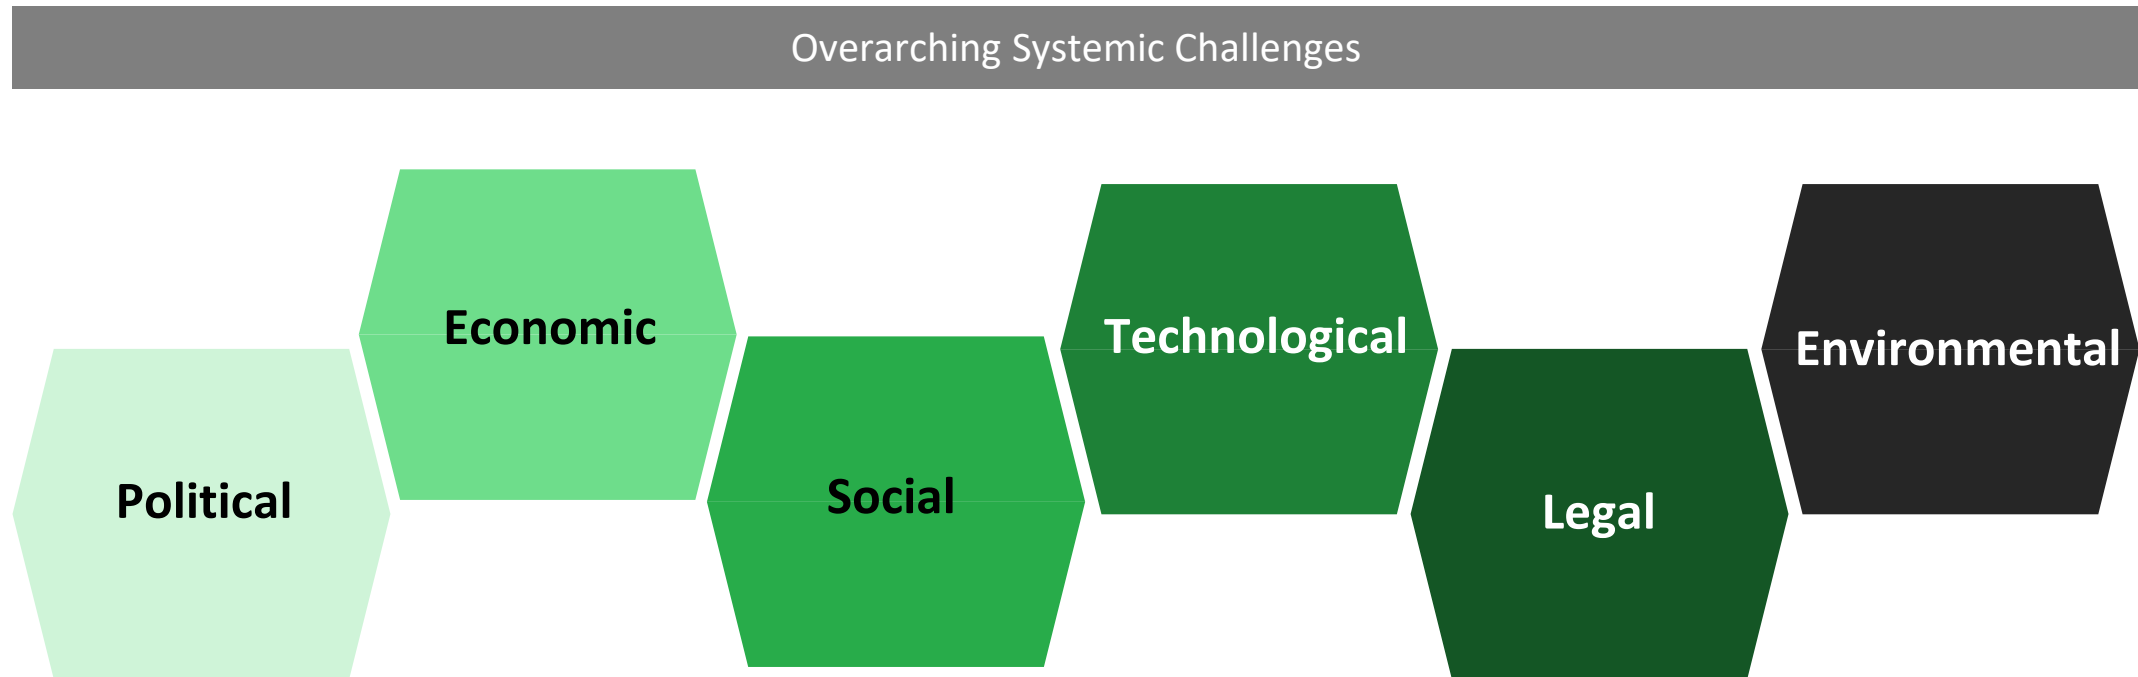 Overarching Systemic Challenges
Political
Economic
Social
Technological
Legal
Environmental